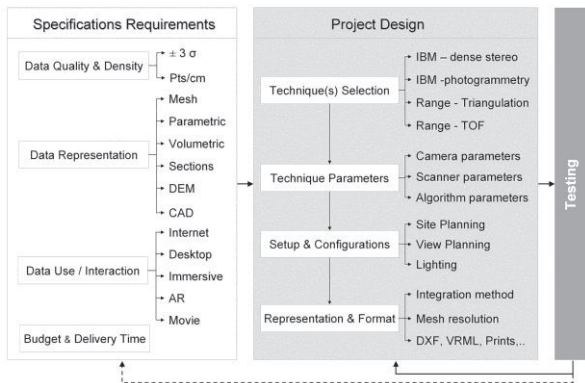 Specifications Requirements
Data Quality & Density
± 3 σ
Pts/cm
Data Representation
Mesh
Parametric
Volumetric
Sections
DEM
CAD
Data Use / Interaction
Internet
Desktop
Immersive
AR
Movie
Budget & Delivery Time
Project Design
Technique(s) Selection
IBM – dense stereo
IBM -photogrammetry
Range - Triangulation
Range - TOF
Technique Parameters
Camera parameters
Scanner parameters
Algorithm parameters
Setup & Configurations
Site Planning
View Planning
Lighting
Representation & Format
Integration method
Mesh resolution
DXF, VRML, Prints,..
Testing